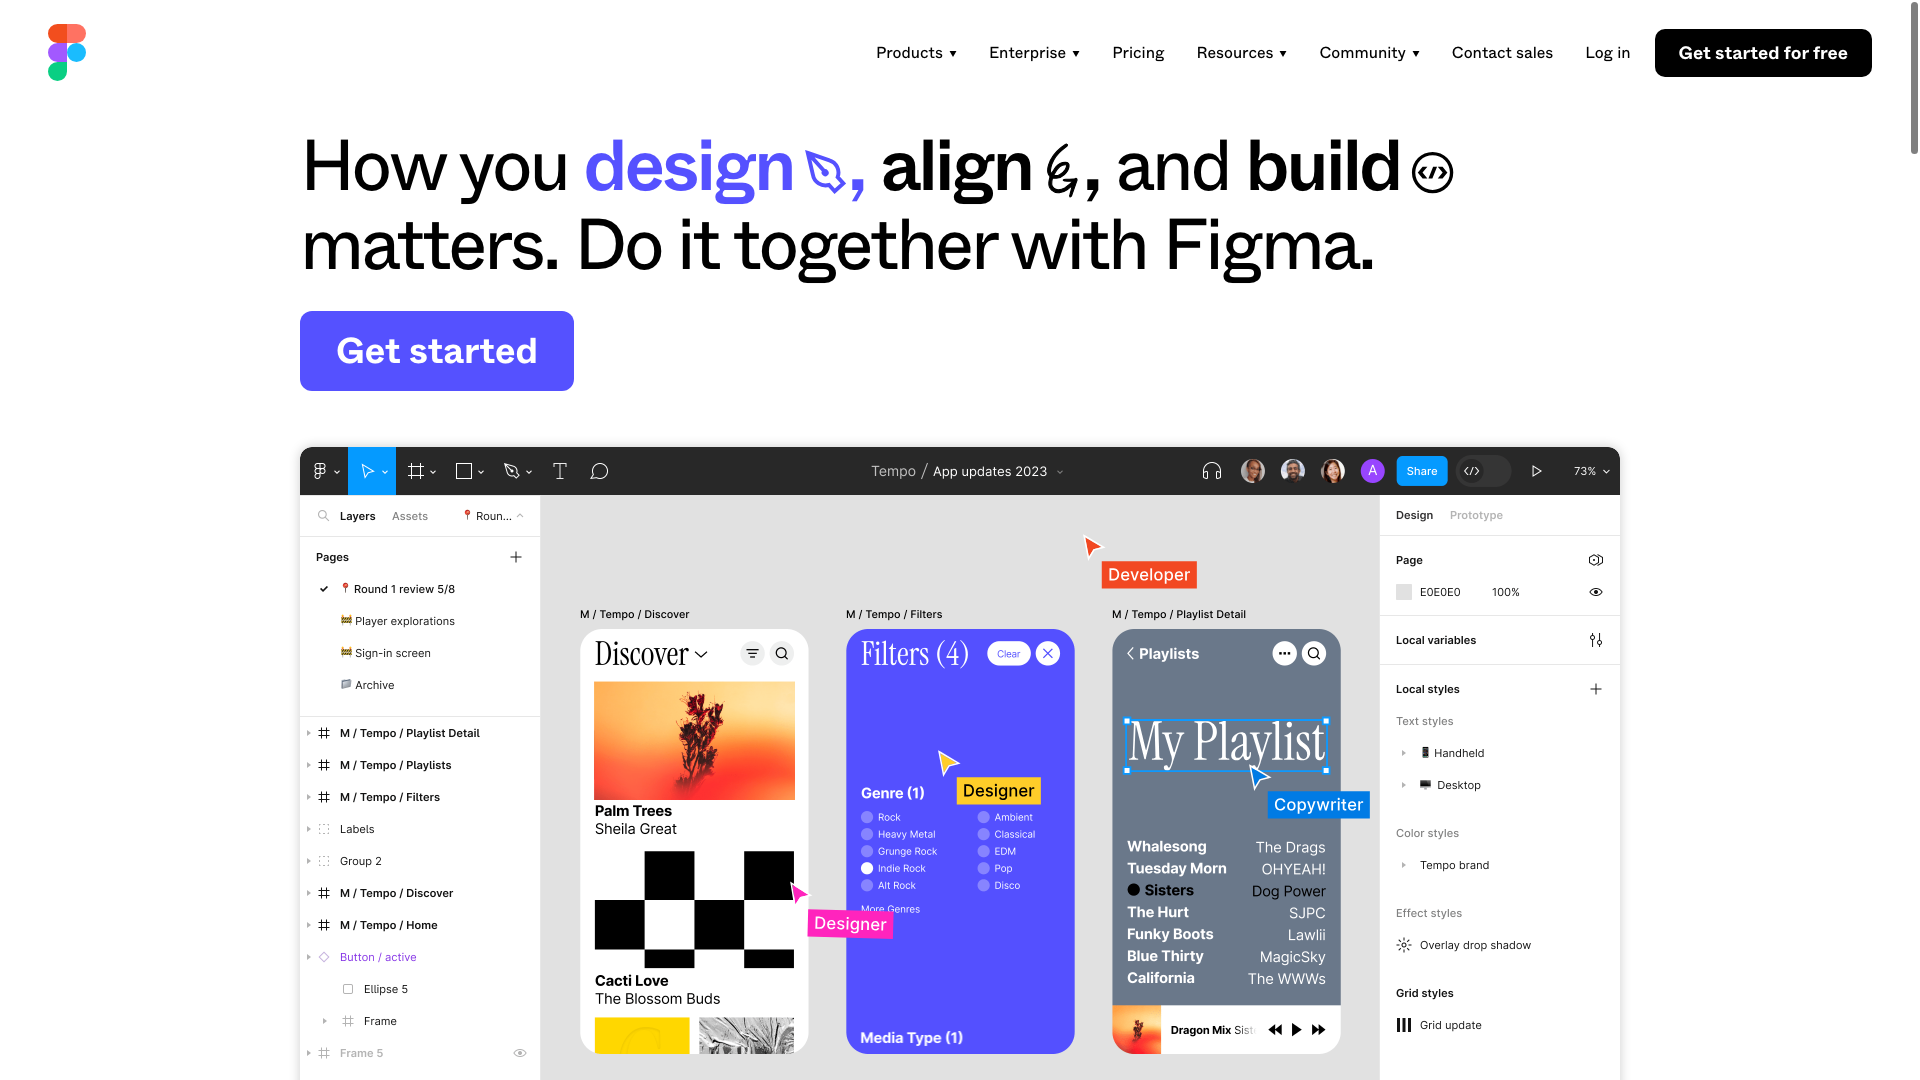 Products Enterprise Pricing Resources Community Contact sales Log in Get started for free
How you design, align, and build
matters. Do it together with Figma.
Get started
Tempo / App updates 2023
A
Share
73%
Layers Assets Roun...
Pages
Round 1 review 5/8
Player explorations
Sign-in screen
Archive
M / Tempo / Playlist Detail
M / Tempo / Playlists
M / Tempo / Filters
Labels
Group 2
M / Tempo / Discover
M / Tempo / Home
Button / active
Ellipse 5
Frame
Frame 5
Developer
M / Tempo / Discover
Discover
Palm Trees
Sheila Great
Cacti Love
The Blossom Buds
Designer
M / Tempo / Filters
Filters (4)
Clear
Designer
Genre (1)
Rock Ambient
Heavy Metal Classical
Grunge Rock EDM
Indie Rock Pop
Alt Rock Disco
More Genres
Media Type (1)
M / Tempo / Playlist Detail
Playlists
My Playlist
Copywriter
Whalesong The Drags
Tuesday Morn OHYEAH!
Sisters Dog Power
The Hurt SJPC
Funky Boots Lawlii
Blue Thirty MagicSky
California The WWWs
Dragon Mix Sist
Design Prototype
Page
E0E0E0 100%
Local variables
Local styles
Text styles
Handheld
Desktop
Color styles
Tempo brand
Effect styles
Overlay drop shadow
Grid styles
Grid update